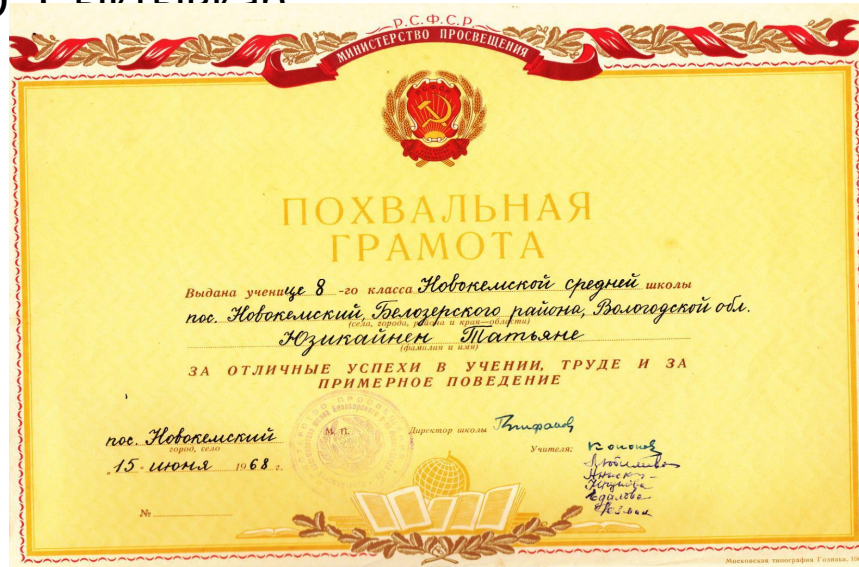 Р.С.Ф.С.Р.
МИНИСТЕРСТВО ПРОСВЕЩЕНИЯ
ПОХВАЛЬНАЯ
ГРАМОТА
Выдана ученице 8 -го класса Новокемской средней школы
пос. Новокемский, Белозерского района, Вологодской обл.
(села, города, района и края—области)
Юзикайнен Татьяне
(фамилия и имя)
ЗА ОТЛИЧНЫЕ УСПЕХИ В УЧЕНИИ, ТРУДЕ И ЗА
ПРИМЕРНОЕ ПОВЕДЕНИЕ
пос. Новокемский
город, село
„15“ июня 1968 г.
М. П.
Директор школы
Учителя:
№
Московская типография Гознака. 19